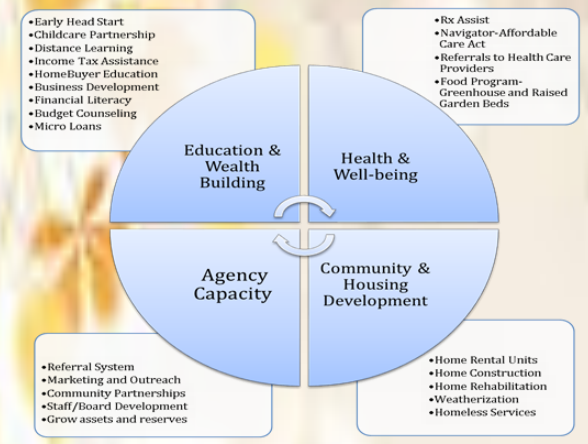 •Early Head Start
•Childcare Partnership
•Distance Learning
•Income Tax Assistance
•HomeBuyer Education
•Business Development
•Financial Literacy
•Budget Counseling
•Micro Loans
•Rx Assist
•Navigator-Affordable
Care Act
•Referrals to Health Care
Providers
•Food Program-
Greenhouse and Raised
Garden Beds
Education &
Wealth
Building
Health &
Well-being
Agency
Capacity
Community &
Housing
Development
•Referral System
•Marketing and Outreach
•Community Partnerships
•Staff/Board Development
•Grow assets and reserves
•Home Rental Units
•Home Construction
•Home Rehabilitation
•Weatherization
•Homeless Services